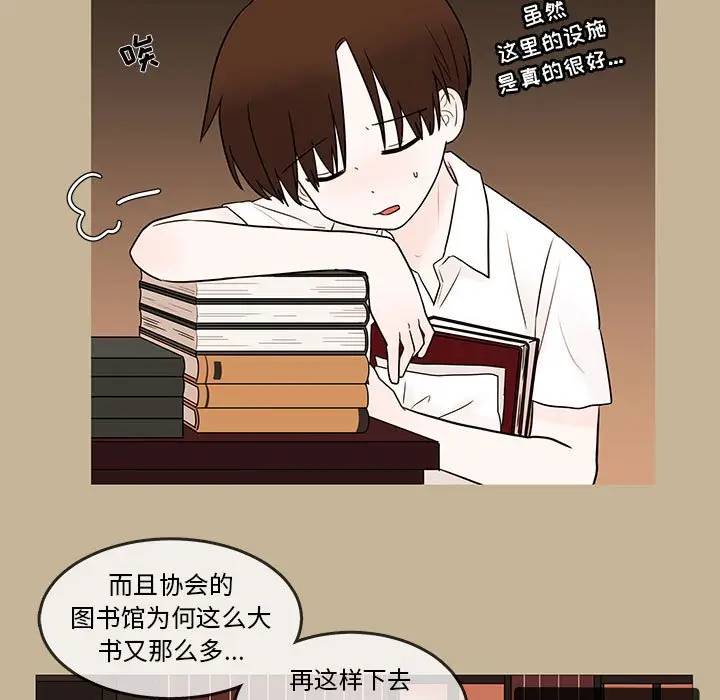 虽然
这里的设施
是真的很好...
唉
而且协会的
图书馆为何这么大
书又那么多...
再这样下去